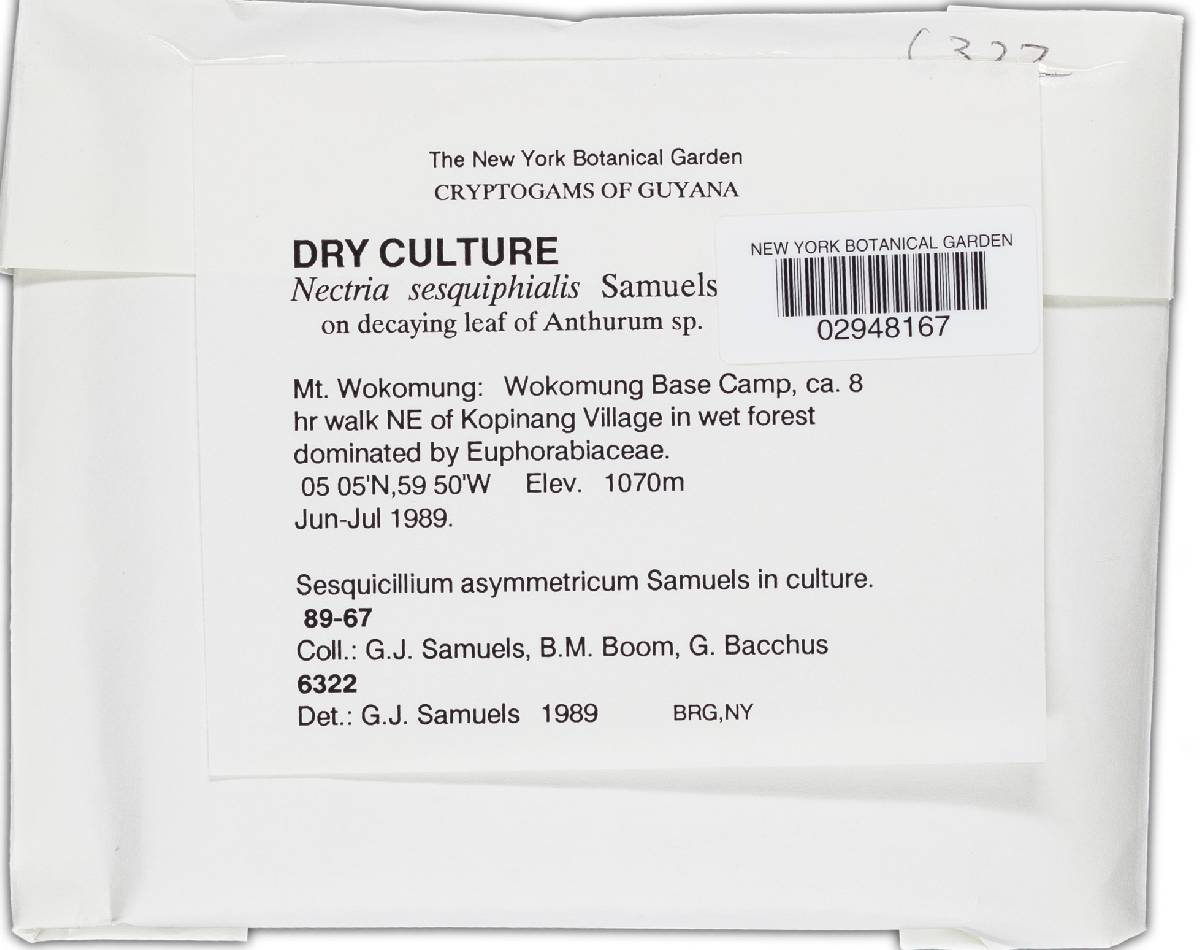 6322
The New York Botanical Garden
CRYPTOGAMS OF GUYANA
DRY CULTURE
Nectria sesquiphialis Samuels
on decaying leaf of Anthurum sp.
NEW YORK BOTANICAL GARDEN
02948167
Mt. Wokomung: Wokomung Base Camp, ca. 8
hr walk NE of Kopinang Village in wet forest
dominated by Euphorabiaceae.
05 05'N,59 50'W Elev. 1070m
Jun-Jul 1989.
Sesquicillium asymmetricum Samuels in culture.
89-67
Coll.: G.J. Samuels, B.M. Boom, G. Bacchus
6322
Det.: G.J. Samuels 1989 BRG,NY